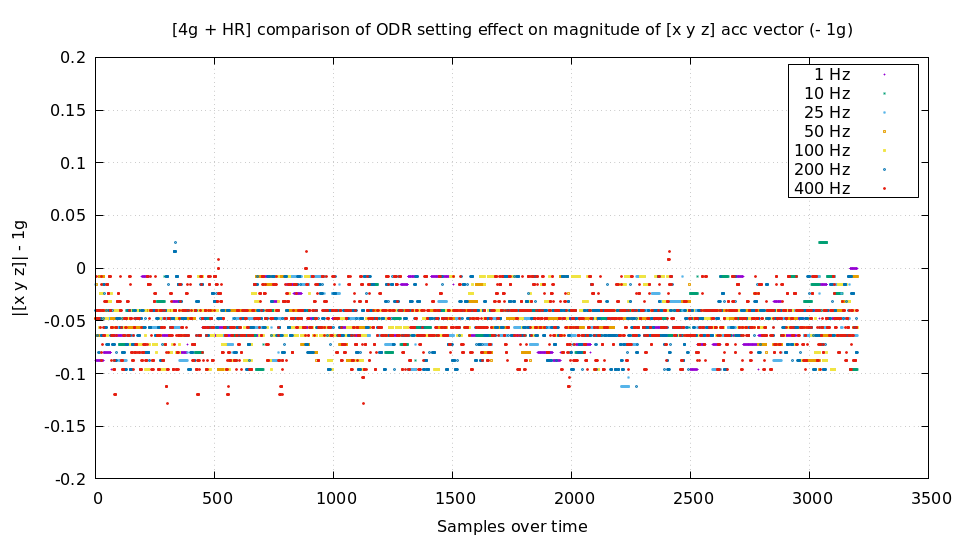 [4g + HR] comparison of ODR setting effect on magnitude of [x y z] acc vector (- 1g)
0.2
0.15
0.1
0.05
0
-0.05
-0.1
-0.15
-0.2
|[x y z]| - 1g
1 Hz
10 Hz
25 Hz
50 Hz
100 Hz
200 Hz
400 Hz
0 500 1000 1500 2000 2500 3000 3500
Samples over time